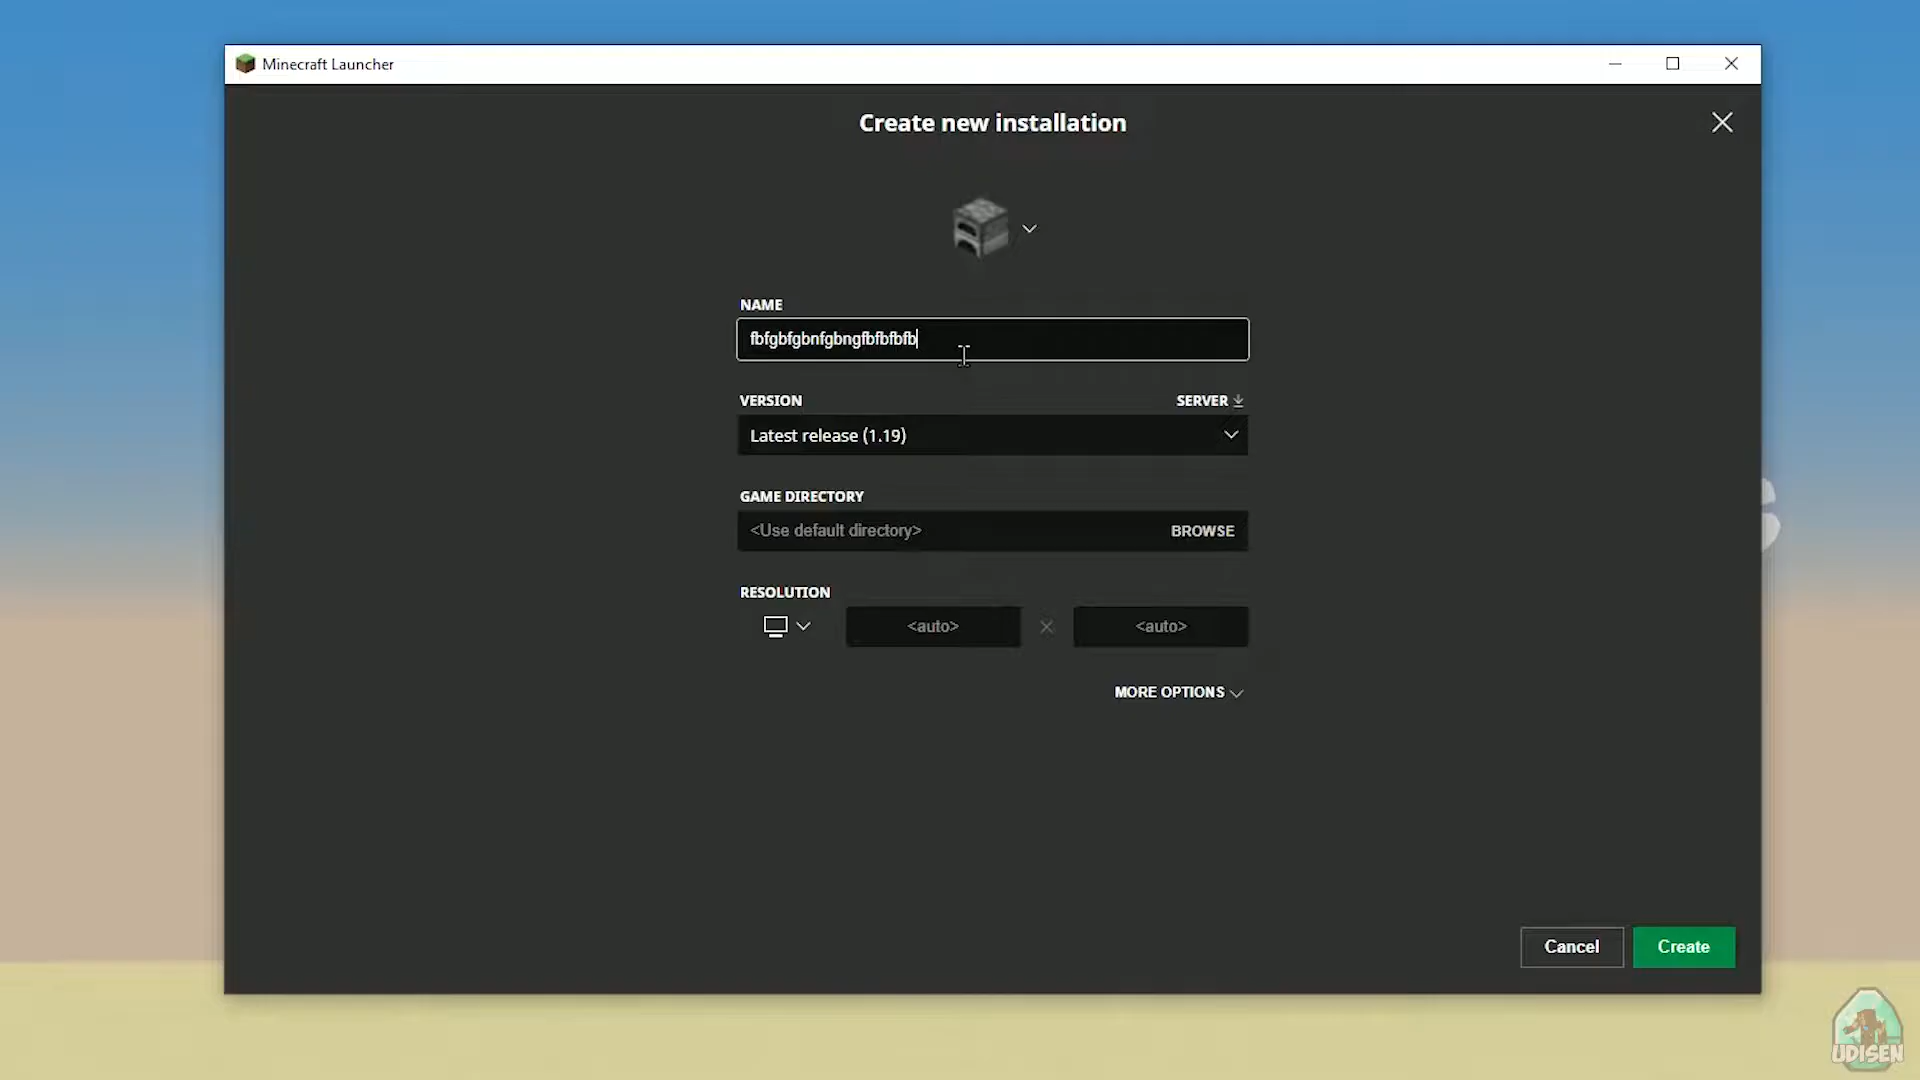 Minecraft Launcher
Create new installation
NAME
fbfgbfgbnfgbngfbfbfbfb
VERSION
SERVER
Latest release (1.19)
GAME DIRECTORY
<Use default directory>
BROWSE
RESOLUTION
<auto>
<auto>
MORE OPTIONS
Cancel
Create
UDISEN